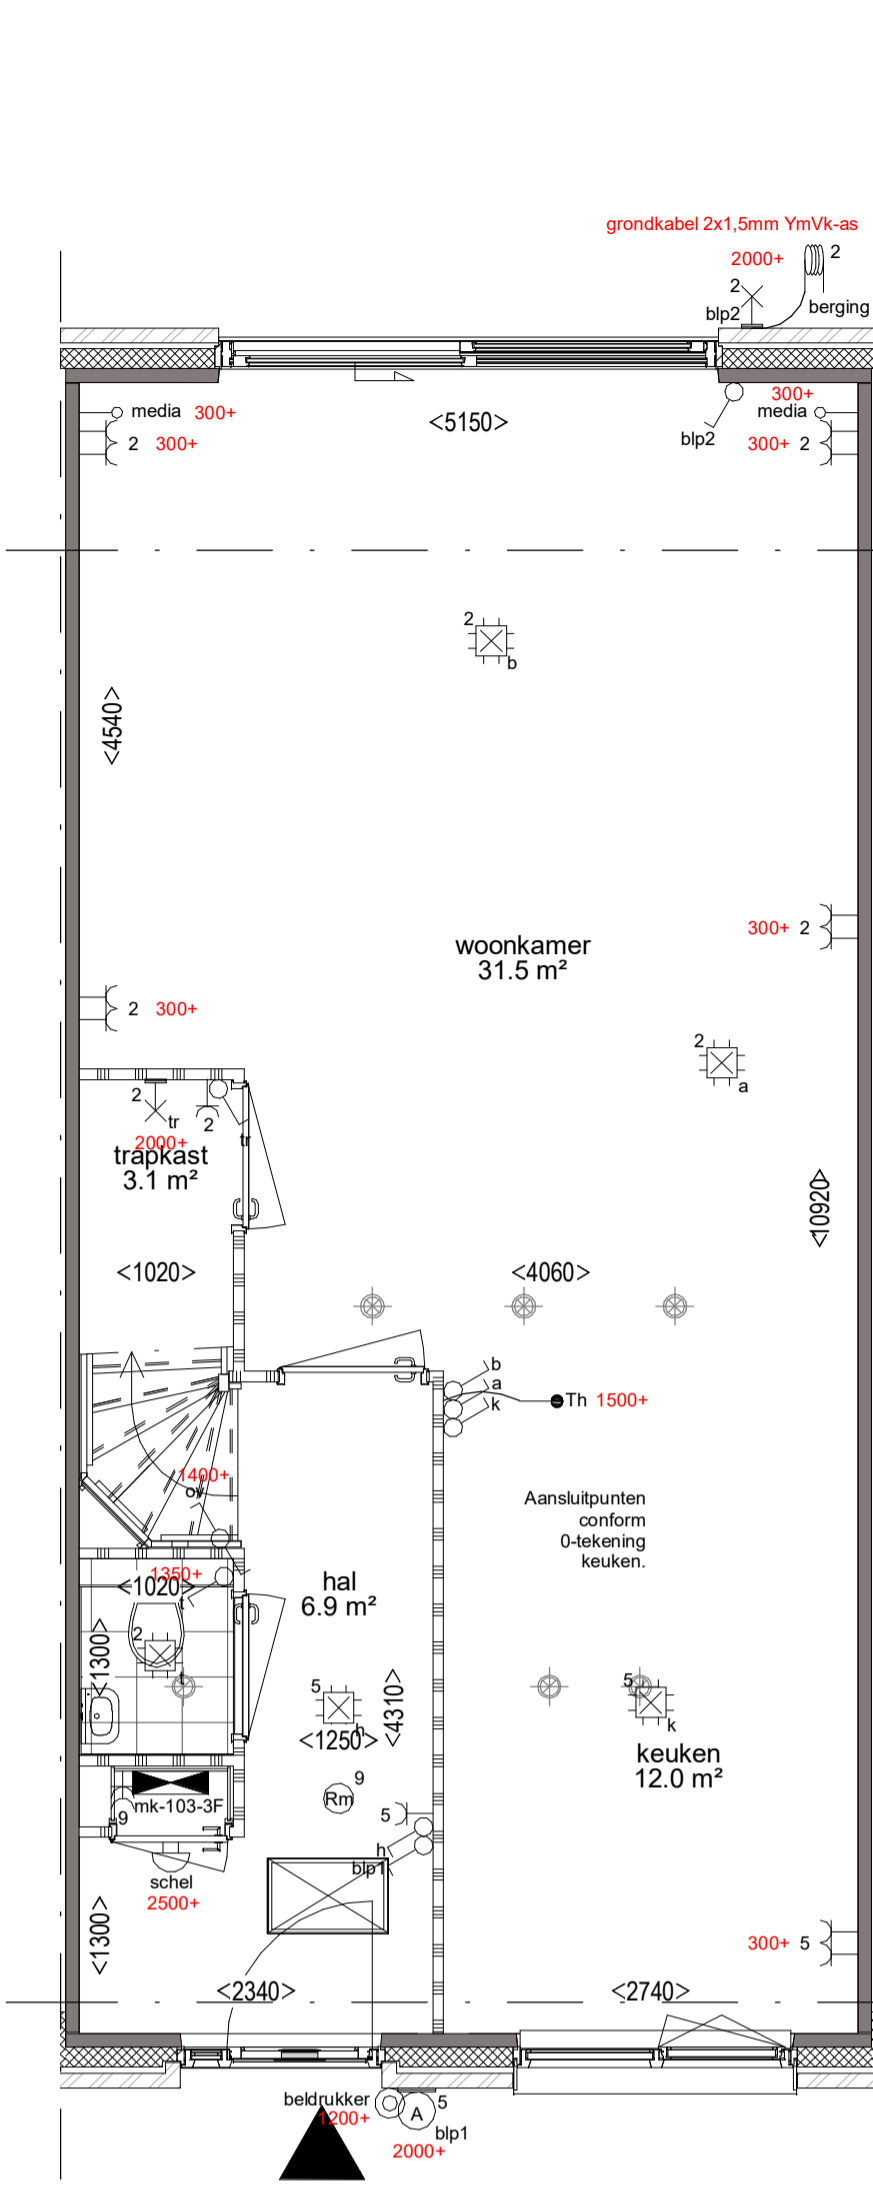 grondkabel 2x1,5mm YmVk-as
2000+
2
2
blp2
berging
media 300+
2 300+
<5150>
300+
media
blp2
300+ 2
2
b
<4540>
300+ 2
woonkamer
31.5 m²
2 300+
2
a
2
tr
2
tr
2000+
trapkast
3.1 m²
<10920>
<1020>
<4060>
b
a
k
Th 1500+
1400+
ov
Aansluitpunten
conform
0-tekening
keuken.
1350+
<1020>
t
hal
6.9 m²
2
<1300>
t
5
h
<4310>
<1250>
5
k
keuken
12.0 m²
9
Rm
mk-103-3F
9
5
h
blp1
schel
2500+
<1300>
300+ 5
<2340>
<2740>
beldrukker
1200+
A
5
blp1
2000+